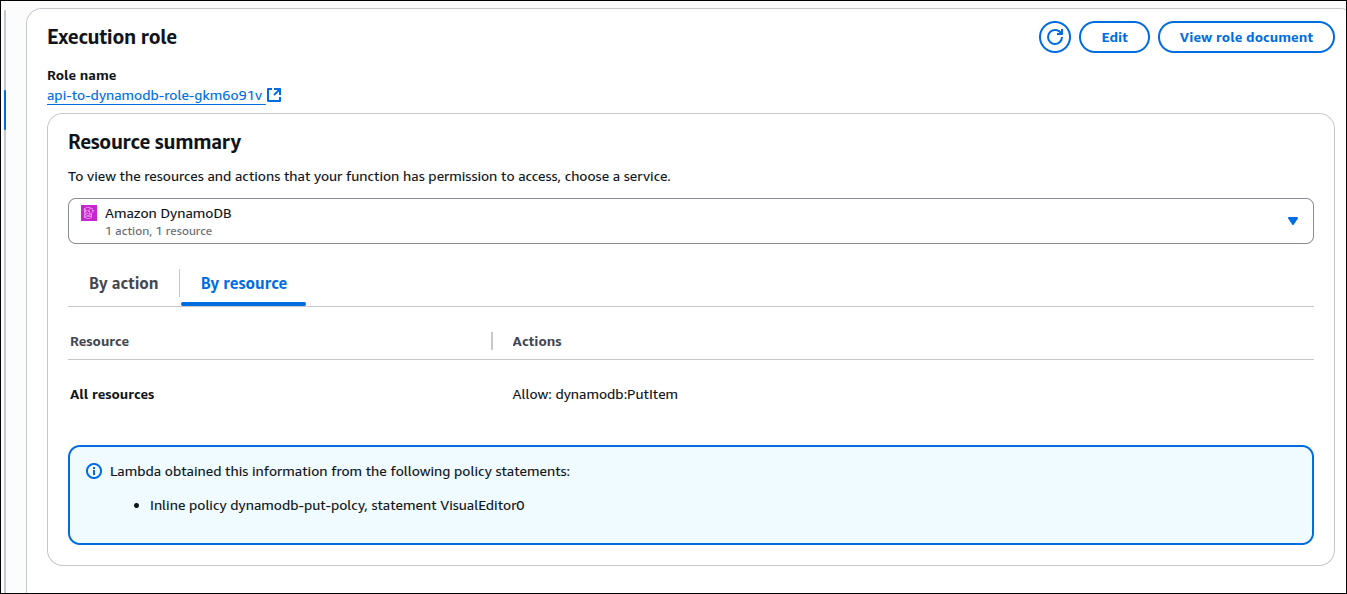 Execution role
Edit
View role document
Role name
api-to-dynamodb-role-gkm6o91v
Resource summary
To view the resources and actions that your function has permission to access, choose a service.
Amazon DynamoDB
1 action, 1 resource
By action
By resource
Resource
Actions
All resources
Allow: dynamodb:PutItem
Lambda obtained this information from the following policy statements:
• Inline policy dynamodb-put-polcy, statement VisualEditor0